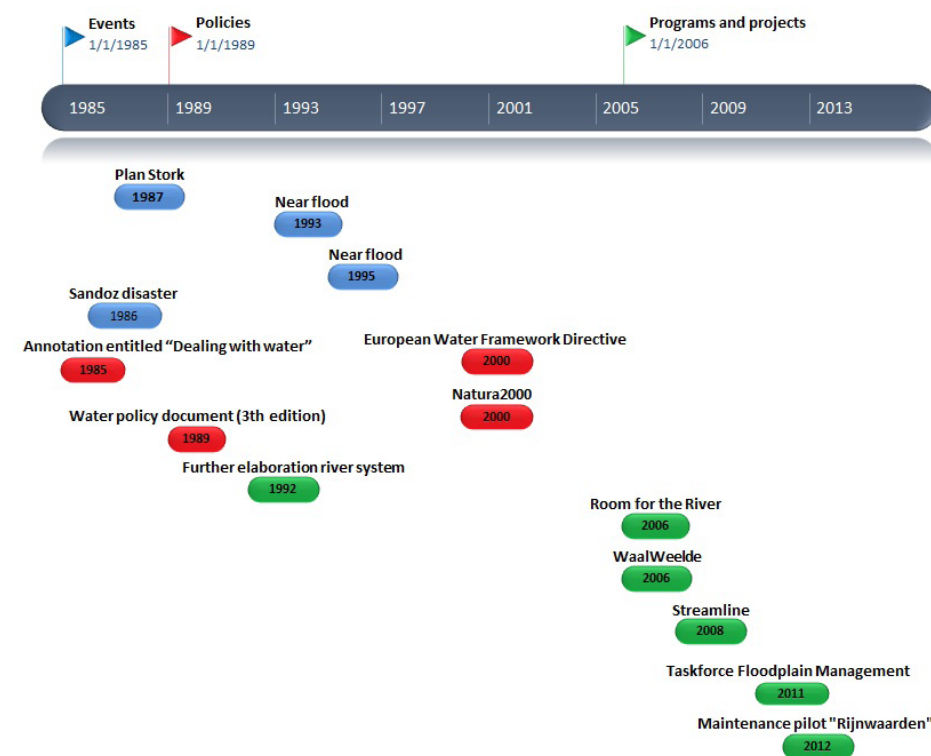 Events
1/1/1985
Policies
1/1/1989
Programs and projects
1/1/2006
1985 1989 1993 1997 2001 2005 2009 2013
Plan Stork
1987
Near flood
1993
Near flood
1995
Sandoz disaster
1986
Annotation entitled “Dealing with water”
1985
European Water Framework Directive
2000
Natura2000
2000
Water policy document (3th edition)
1989
Further elaboration river system
1992
Room for the River
2006
WaalWeelde
2006
Streamline
2008
Taskforce Floodplain Management
2011
Maintenance pilot "Rijnwaarden"
2012